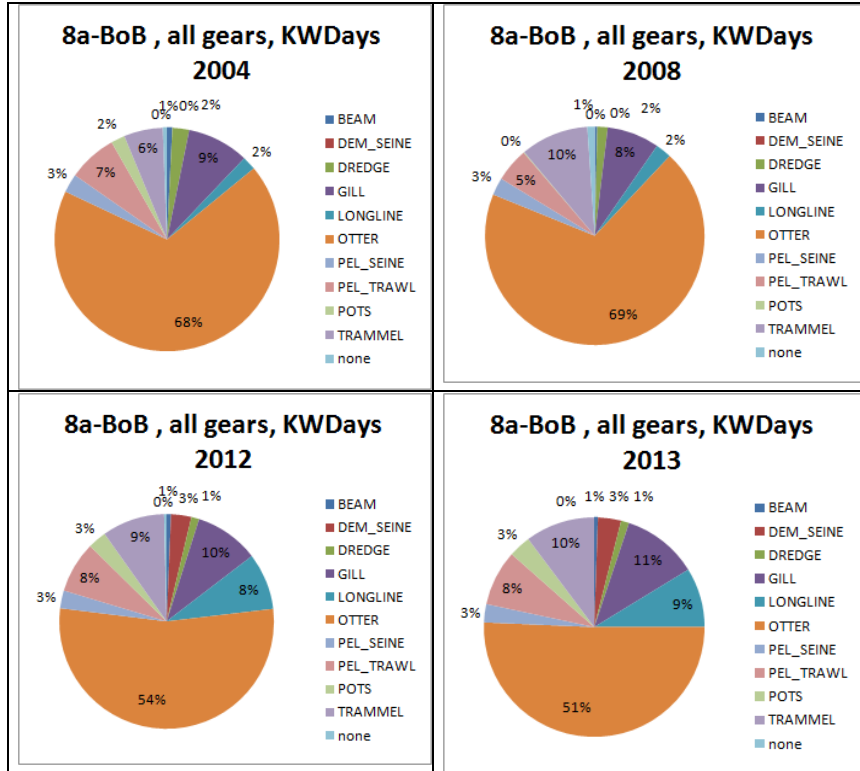 8a-BoB , all gears, KWDays
2004
0% 1% 0% 2%
2% 6% 9% 2%
3% 7%
68%
BEAM
DEM_SEINE
DREDGE
GILL
LONGLINE
OTTER
PEL_SEINE
PEL_TRAWL
POTS
TRAMMEL
none
8a-BoB , all gears, KWDays
2008
1% 0% 0% 2%
0% 10% 8% 2%
3% 5%
69%
BEAM
DEM_SEINE
DREDGE
GILL
LONGLINE
OTTER
PEL_SEINE
PEL_TRAWL
POTS
TRAMMEL
none
8a-BoB , all gears, KWDays
2012
1%
0% 3% 1%
3% 9% 10%
8% 8%
3%
54%
BEAM
DEM_SEINE
DREDGE
GILL
LONGLINE
OTTER
PEL_SEINE
PEL_TRAWL
POTS
TRAMMEL
none
8a-BoB , all gears, KWDays
2013
0% 1% 3% 1%
3% 10% 11%
8% 9%
3%
51%
BEAM
DEM_SEINE
DREDGE
GILL
LONGLINE
OTTER
PEL_SEINE
PEL_TRAWL
POTS
TRAMMEL
none